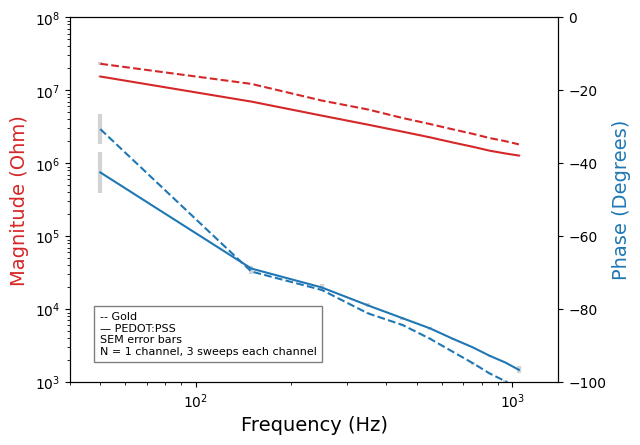 10^8
10^7
10^6
10^5
10^4
10^3
Magnitude (Ohm)
-- Gold
— PEDOT:PSS
SEM error bars
N = 1 channel, 3 sweeps each channel
0
−20
−40
−60
−80
−100
Phase (Degrees)
10^2
10^3
Frequency (Hz)